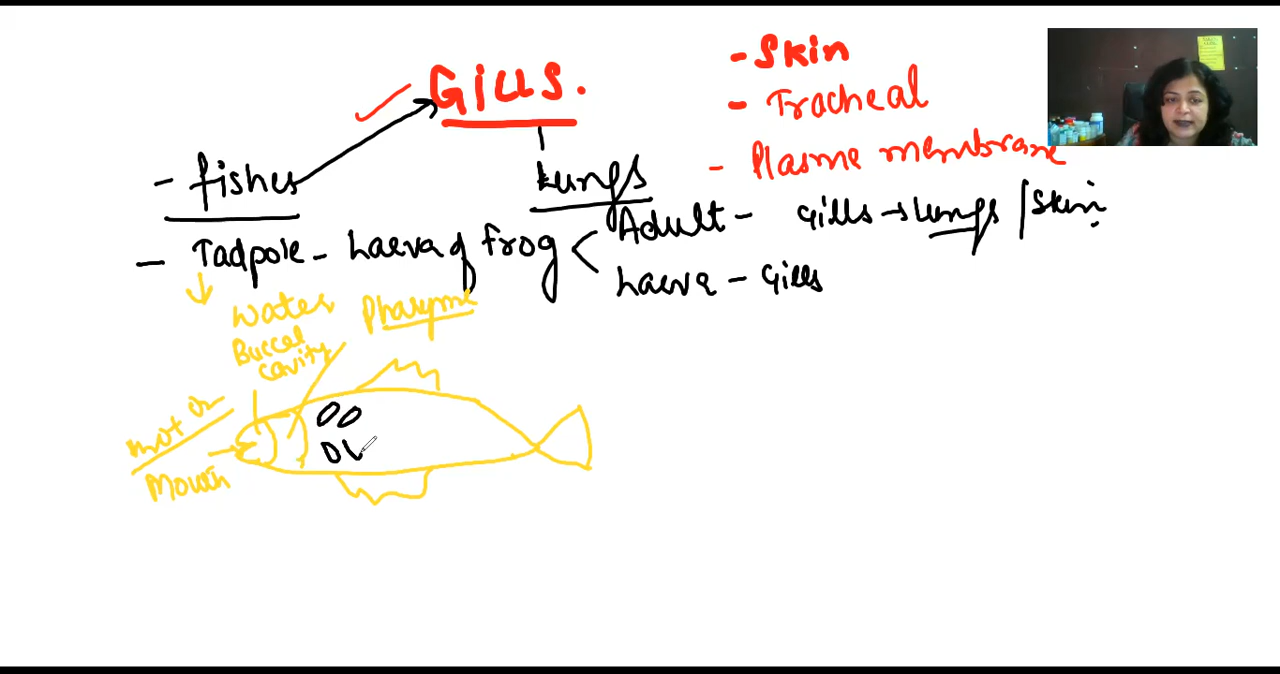 Gills.
- Skin
- Tracheal
- Plasme membrane
- fishes
Lungs
- Tadpole - Laeva of frog < Adult - Gills → Lungs / Skin
Laeva - Gills
Water
Pharynx
Buccal
cavity
Mouth